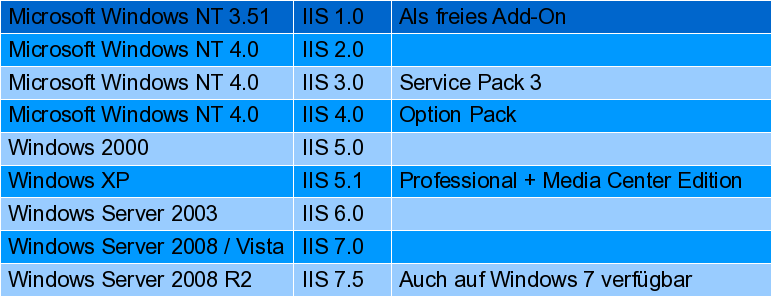 Microsoft Windows NT 3.51 IIS 1.0 Als freies Add-On
Microsoft Windows NT 4.0 IIS 2.0
Microsoft Windows NT 4.0 IIS 3.0 Service Pack 3
Microsoft Windows NT 4.0 IIS 4.0 Option Pack
Windows 2000 IIS 5.0
Windows XP IIS 5.1 Professional + Media Center Edition
Windows Server 2003 IIS 6.0
Windows Server 2008 / Vista IIS 7.0
Windows Server 2008 R2 IIS 7.5 Auch auf Windows 7 verfügbar